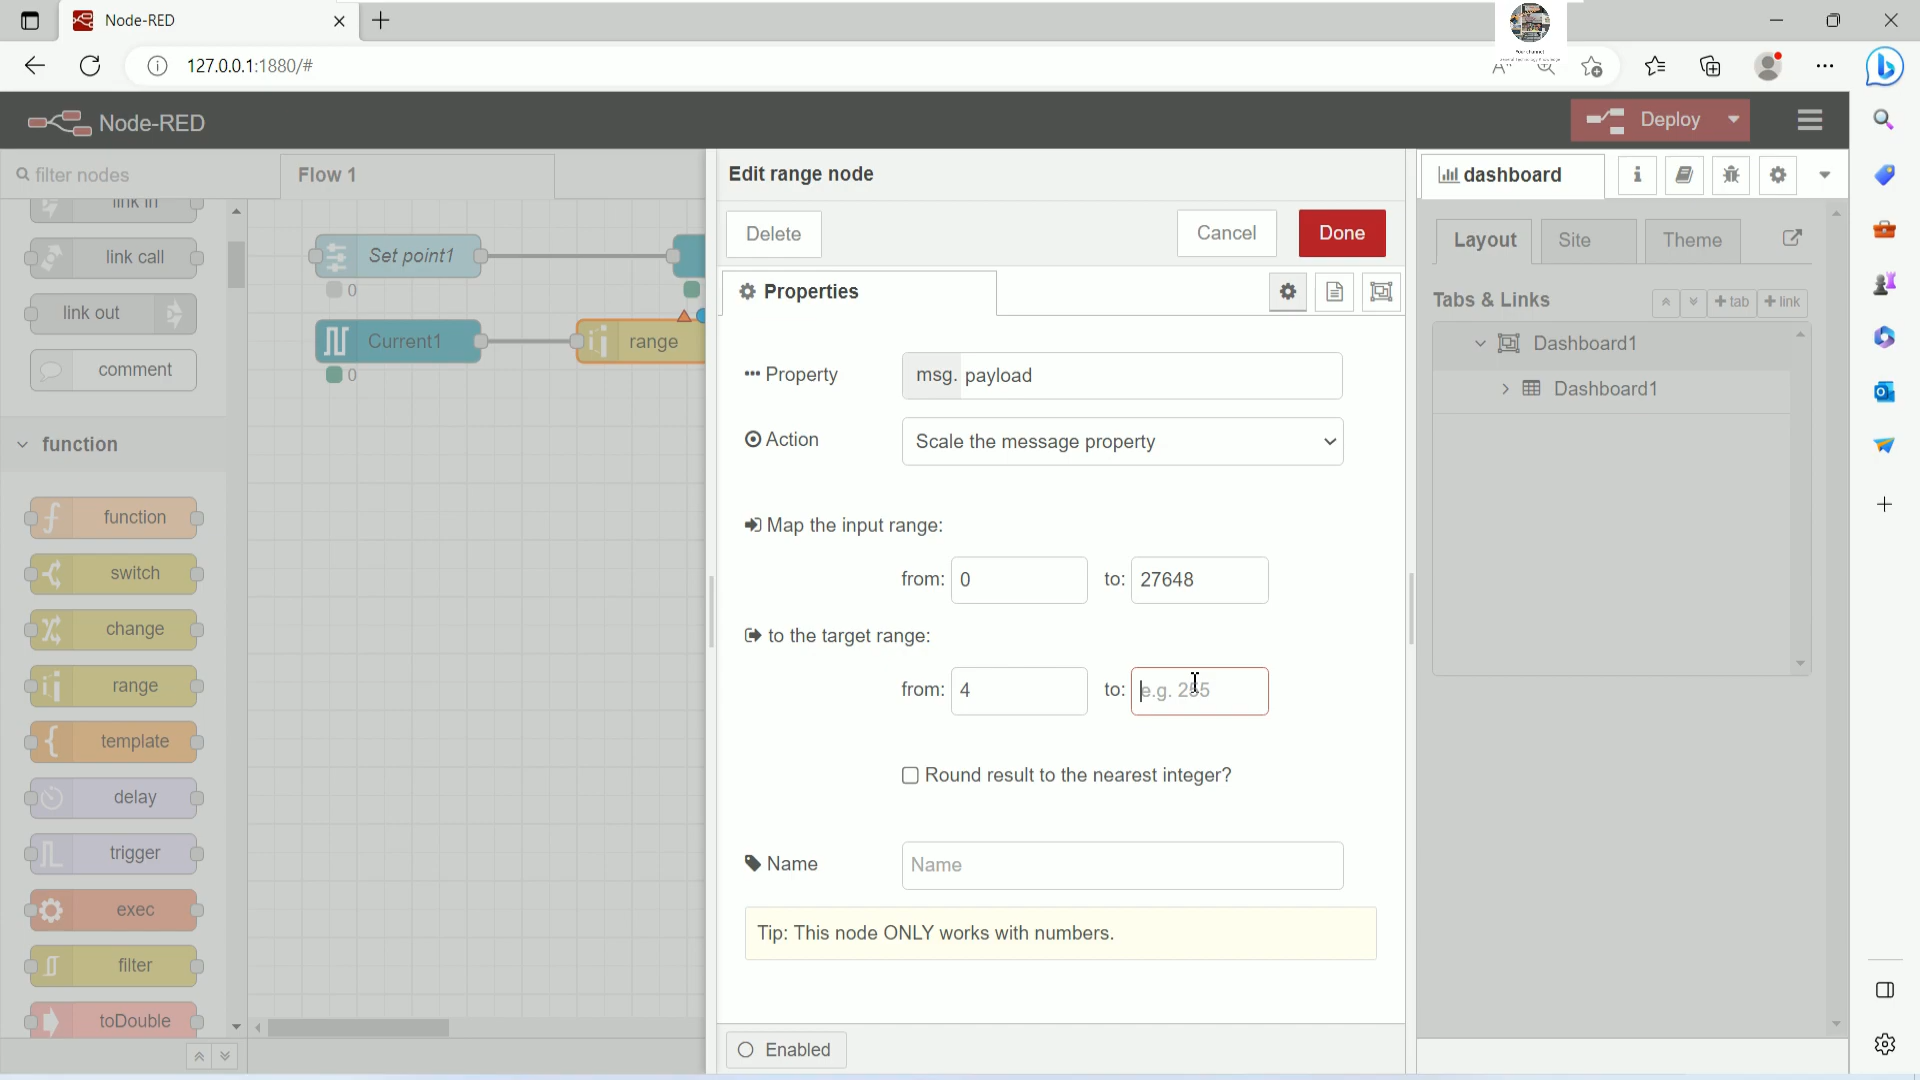 Node-RED
127.0.0.1:1880/#
Your channel
Node-RED
Deploy
filter nodes
Flow 1
Edit range node
dashboard
link in
link call
link out
comment
function
function
switch
change
range
template
delay
trigger
exec
filter
toDouble
Set point1
0
Current1
range
0
Delete
Cancel
Done
Properties
Property
msg. payload
Action
Scale the message property
Map the input range:
from: 0 to: 27648
to the target range:
from: 4 to: e.g. 255
Round result to the nearest integer?
Name
Name
Tip: This node ONLY works with numbers.
Enabled
Layout
Site
Theme
Tabs & Links
+ tab
+ link
Dashboard1
Dashboard1